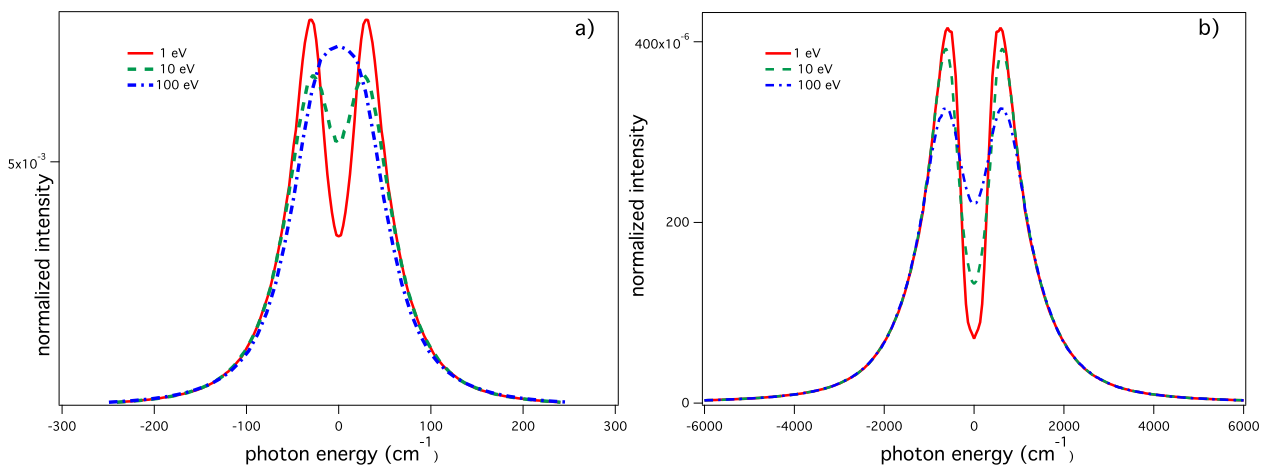 a)
1 eV
10 eV
100 eV
5x10-3
normalized intensity
-300 -200 -100 0 100 200 300
photon energy (cm-1)
b)
1 eV
10 eV
100 eV
400x10-6
200
0
normalized intensity
-6000 -4000 -2000 0 2000 4000 6000
photon energy (cm-1)